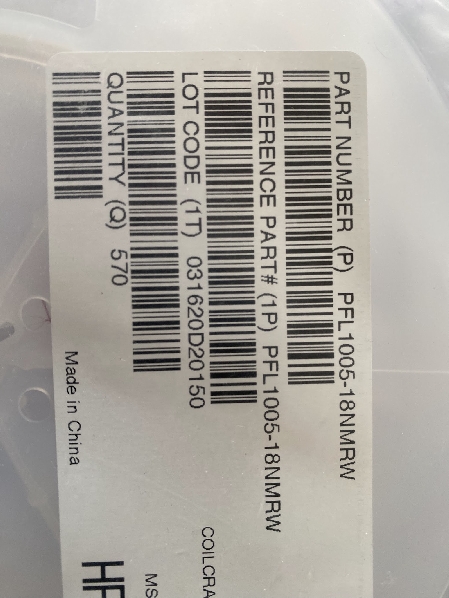 PART NUMBER (P) PFL1005-18NMRW
REFERENCE PART# (1P) PFL1005-18NMRW
LOT CODE (1T) 031620D20150
QUANTITY (Q) 570
COILCRA
MS
Made in China